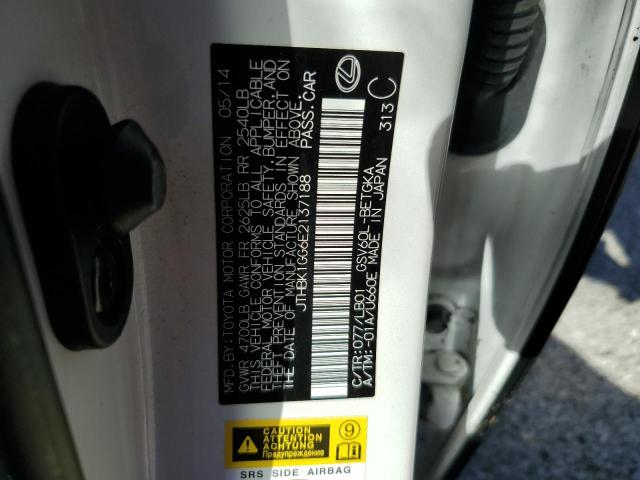 MFD.BY:TOYOTA MOTOR CORPORATION 05/14
GVWR 4700LB GAWR FR 2625LB RR 2540LB
THIS VEHICLE CONFORMS TO ALL APPLICABLE
FEDERAL MOTOR VEHICLE SAFETY, BUMPER, AND
THEFT PREVENTION STANDARDS IN EFFECT ON
THE DATE OF MANUFACTURE SHOWN ABOVE.
JTHBK1GG6E2137188 PASS.CAR
C/TR:077/LB01 GSV60L-BETGKA
A/TM:-01A/U660E MADE IN JAPAN 313 C
CAUTION
ATTENTION
ACHTUNG
Предупреждение
9
SRS SIDE AIRBAG